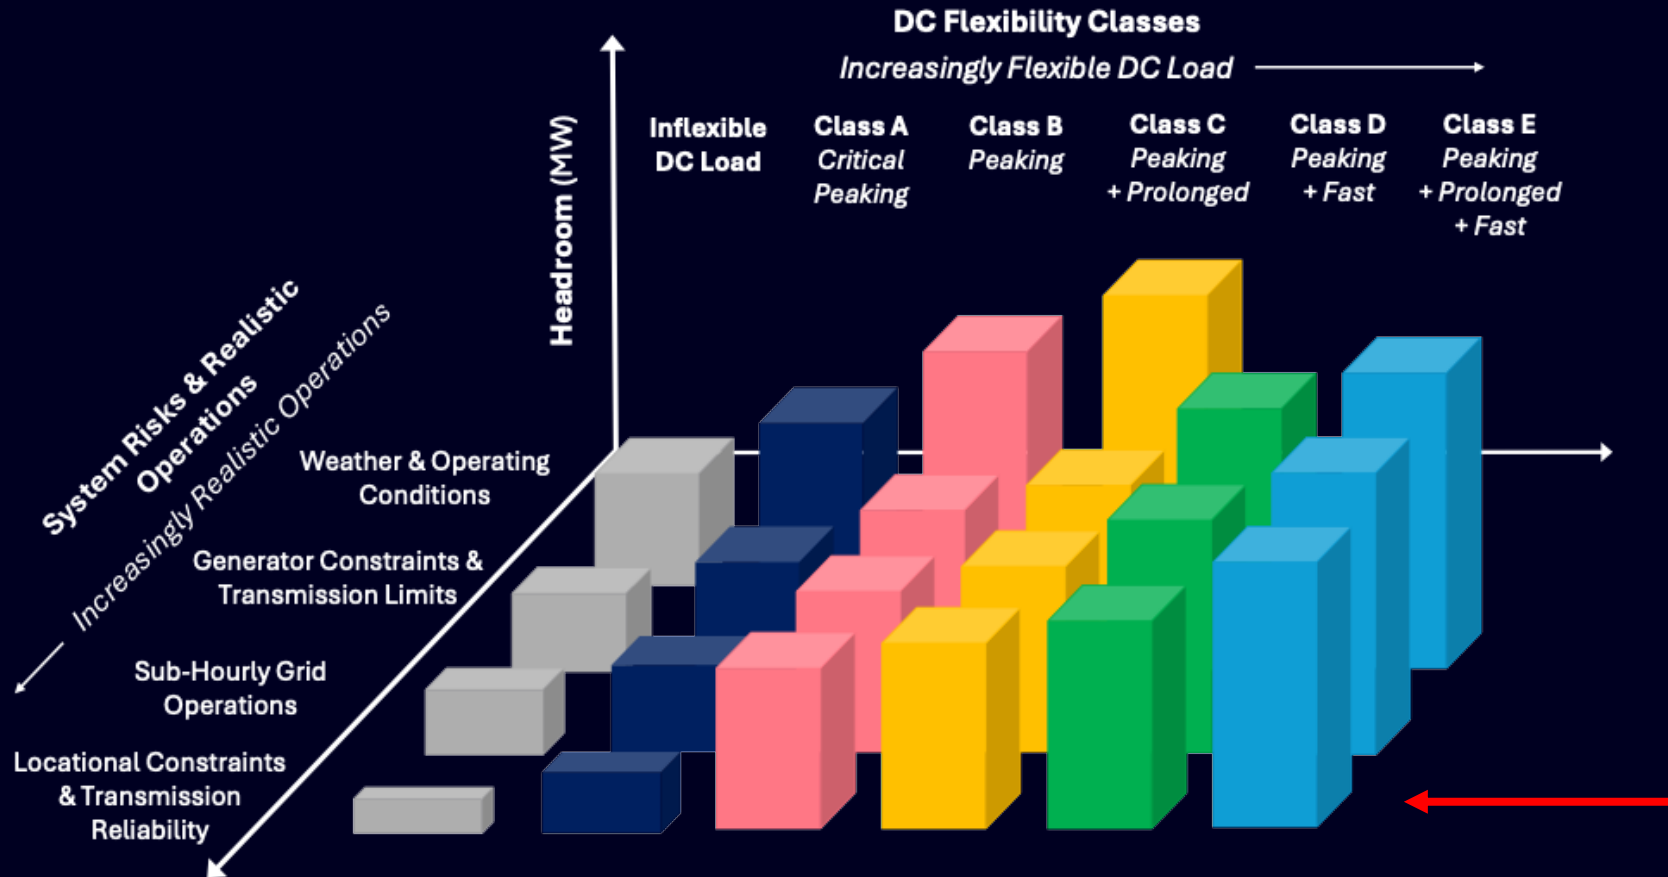 DC Flexibility Classes
Increasingly Flexible DC Load
Inflexible
DC Load
Class A
Critical
Peaking
Class B
Peaking
Class C
Peaking
+ Prolonged
Class D
Peaking
+ Fast
Class E
Peaking
+ Prolonged
+ Fast
Headroom (MW)
System Risks & Realistic
Operations
Increasingly Realistic Operations
Weather & Operating
Conditions
Generator Constraints &
Transmission Limits
Sub-Hourly Grid
Operations
Locational Constraints
& Transmission
Reliability